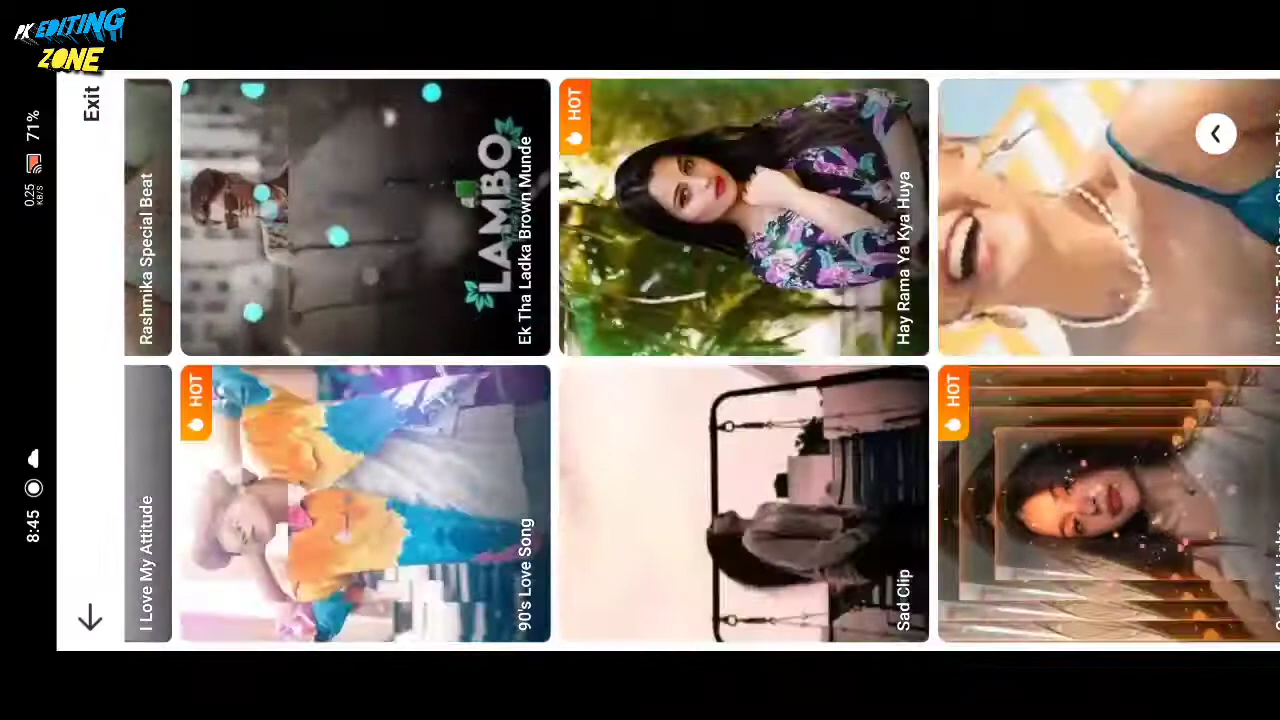 PK EDITING
ZONE
8:45
0.25
KB/S
71%
Exit
I Love My Attitude
Rashmika Special Beat
HOT
90's Love Song
LAMBO
Ek Tha Ladka Brown Munde
Sad Clip
HOT
Hay Rama Ya Kya Huya
HOT